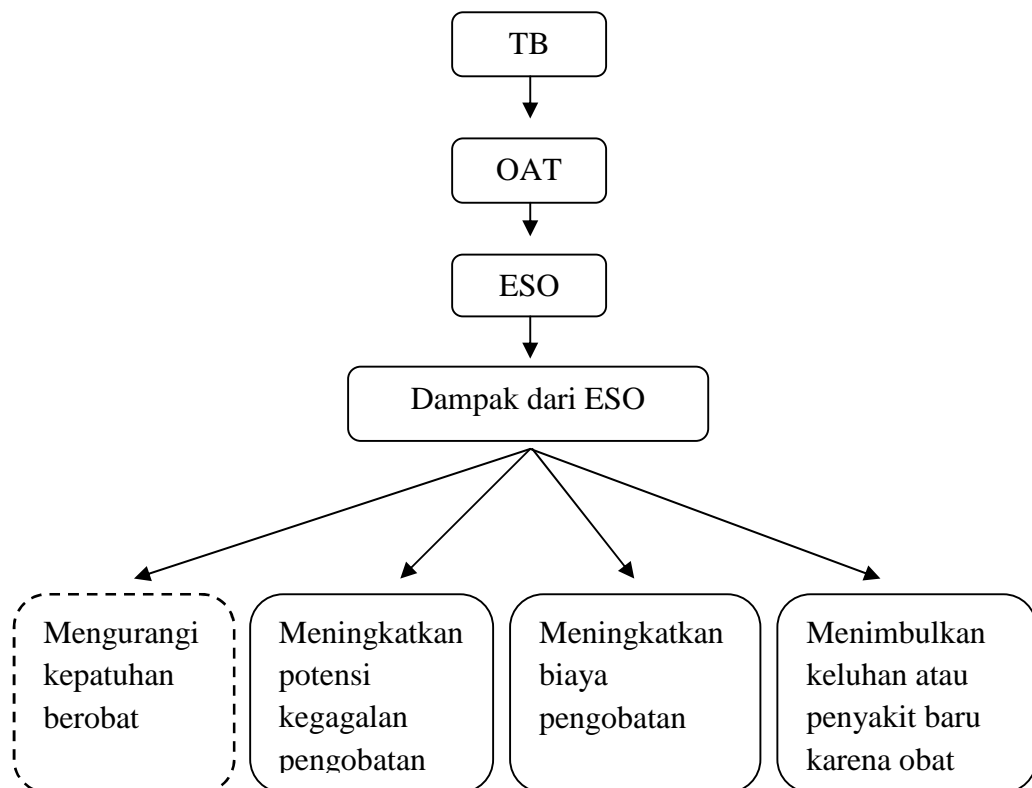 TB
OAT
ESO
Dampak dari ESO
Mengurangi
kepatuhan
berobat
Meningkatkan
potensi
kegagalan
pengobatan
Meningkatkan
biaya
pengobatan
Menimbulkan
keluhan atau
penyakit baru
karena obat